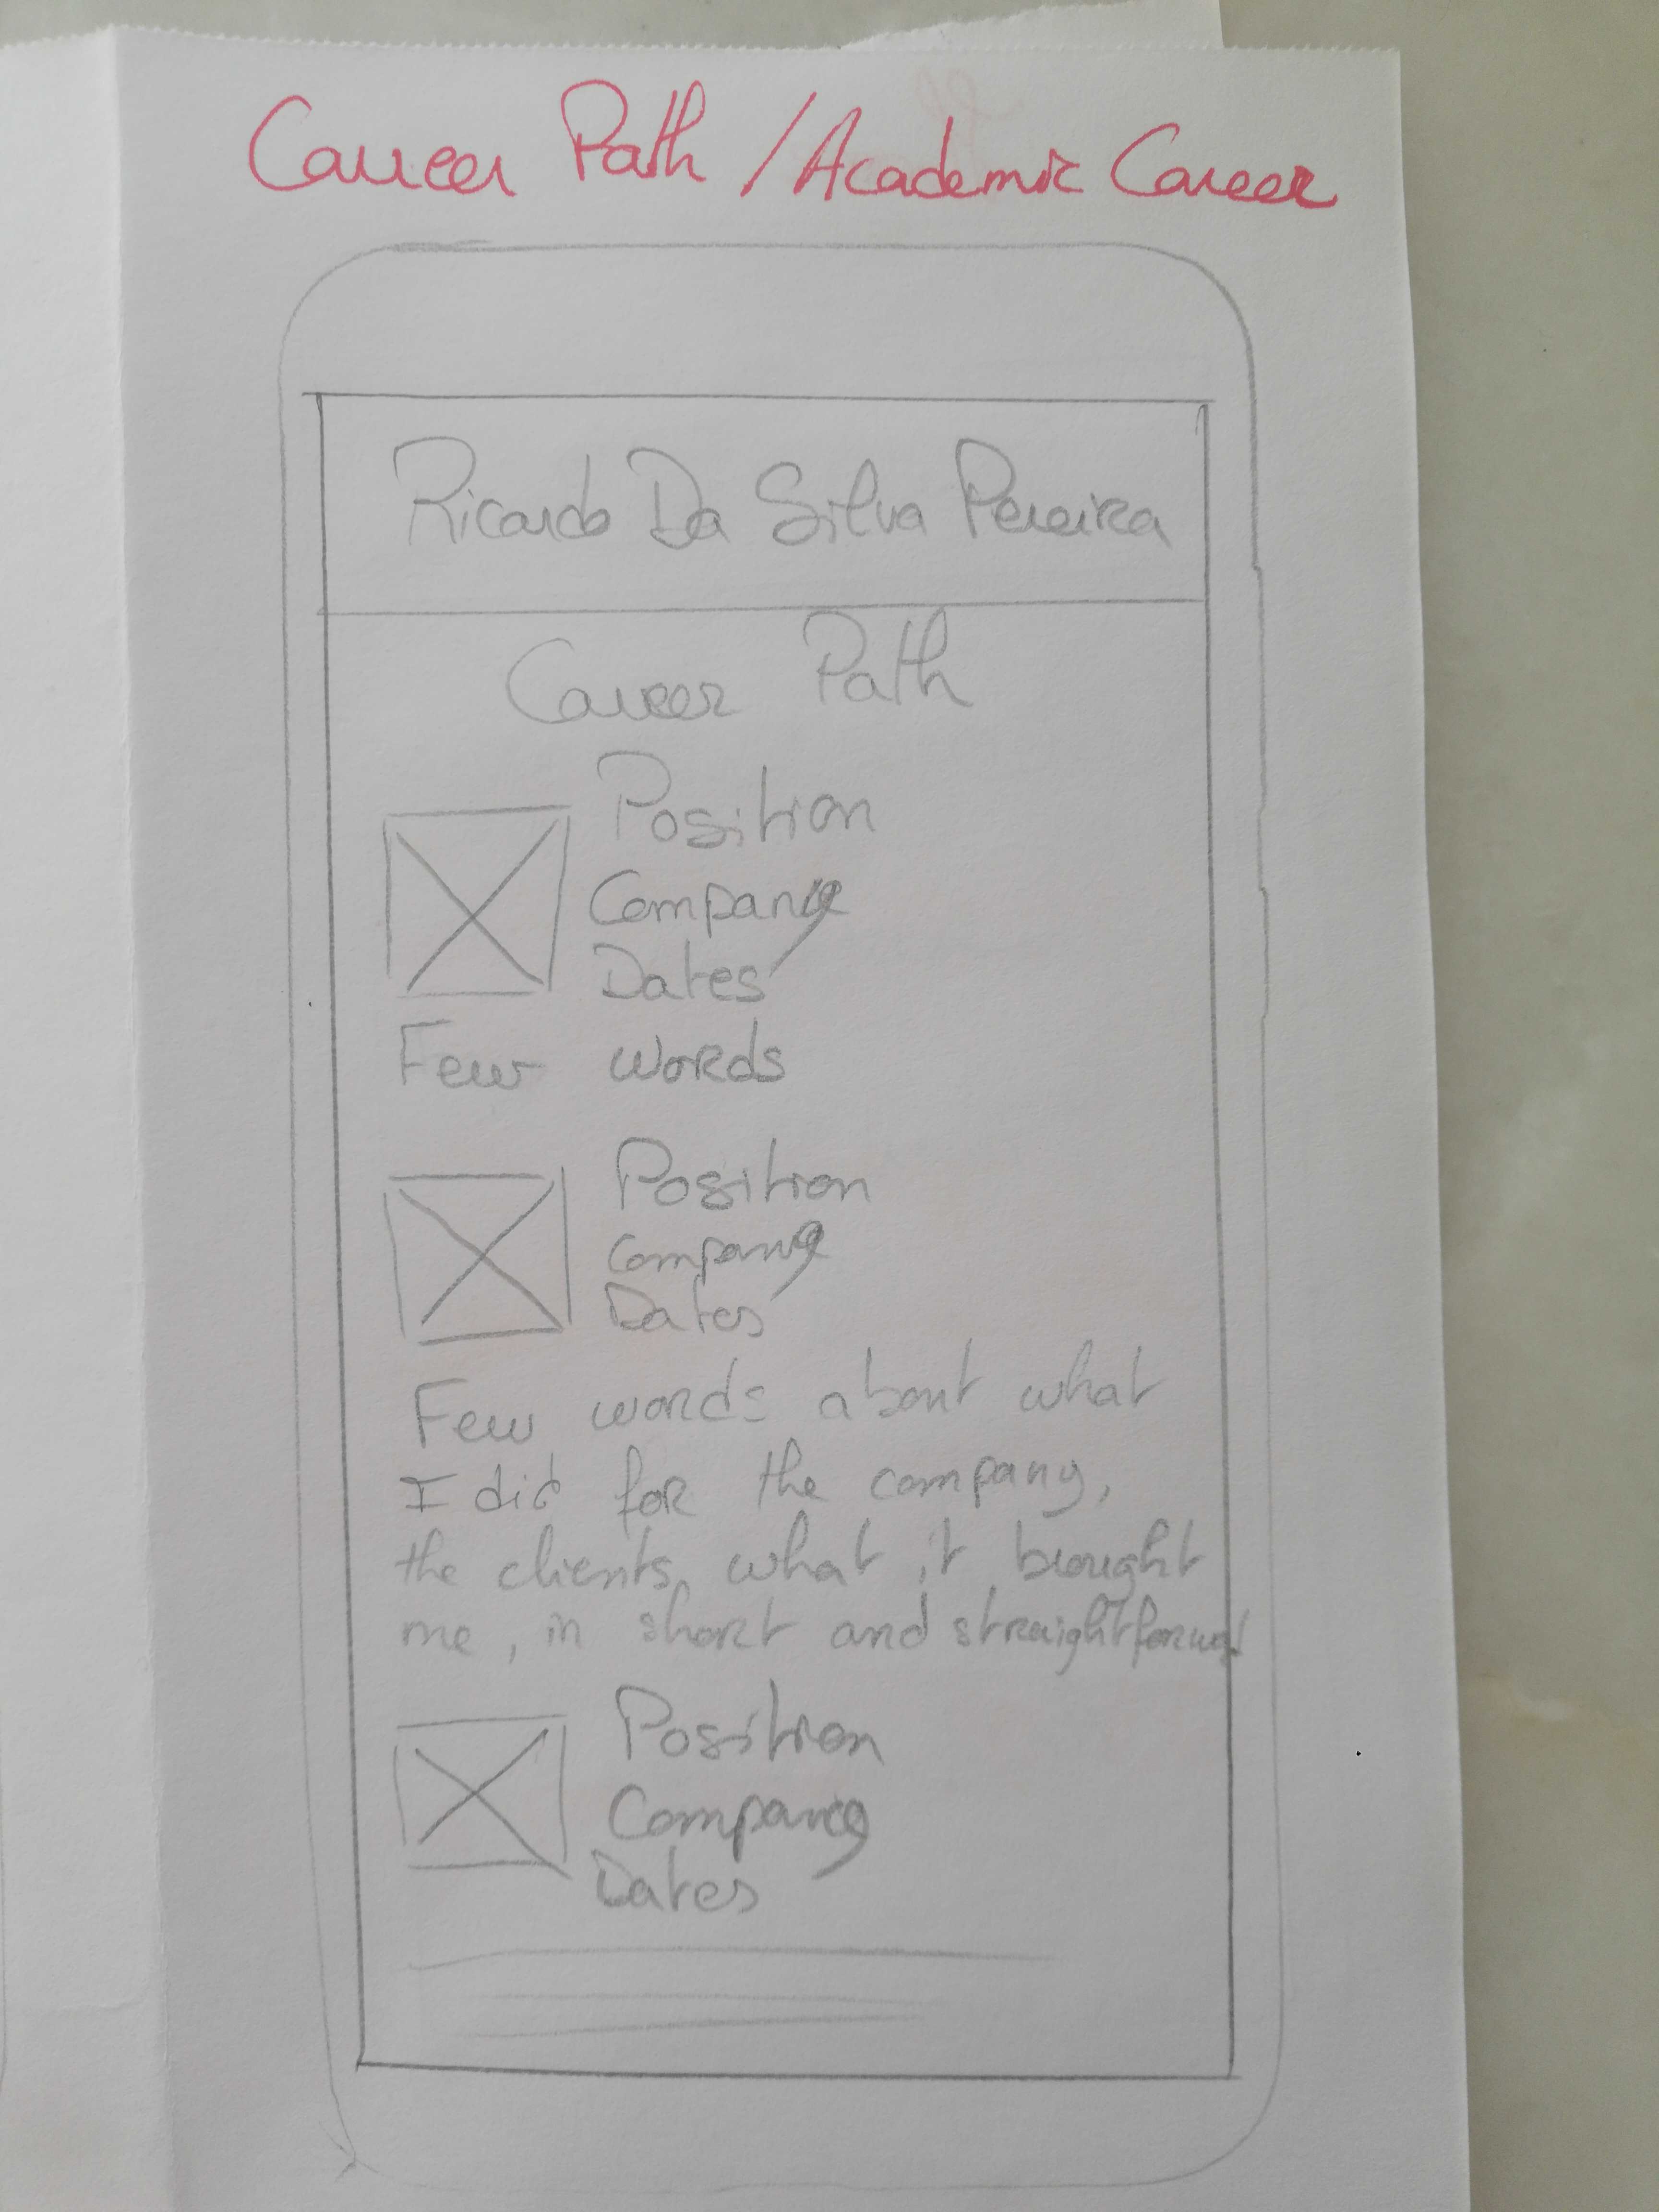 Career Path / Academic Career
Ricardo Da Silva Pereira
Career Path
Position
Company
Dates
Few words
Position
Company
Dates
Few words about what
I did for the company,
the clients, what it brought
me, in short and straightforward
Position
Company
Dates